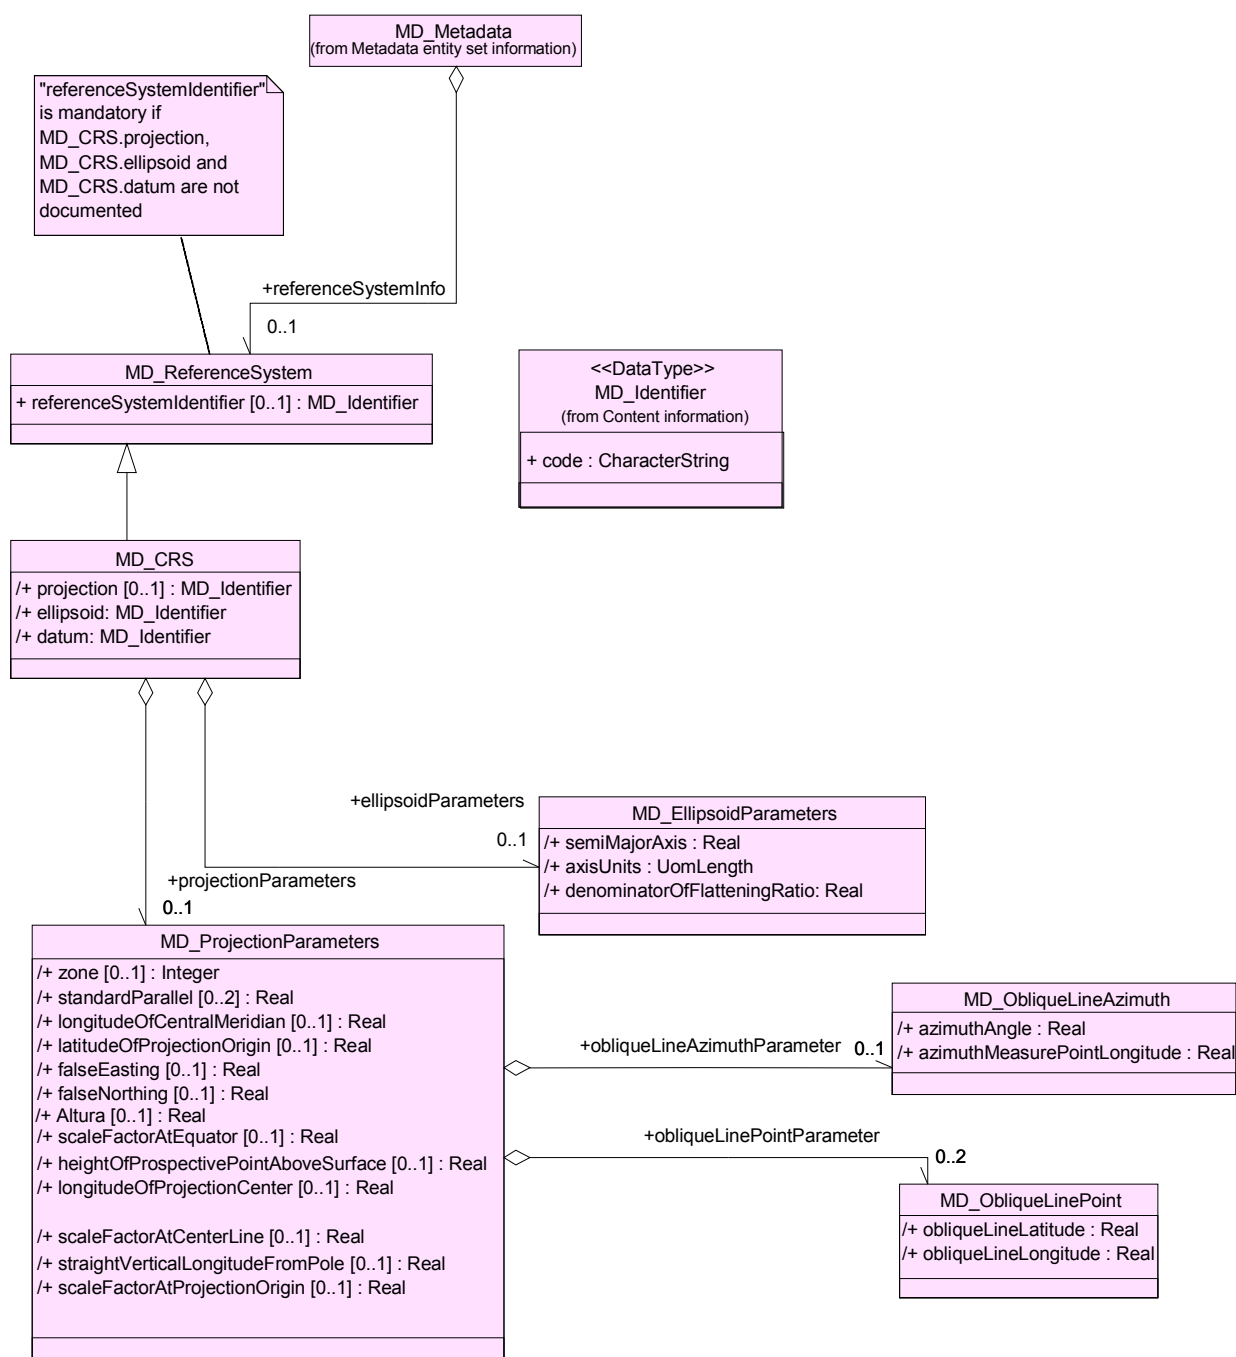 MD_Metadata
(from Metadata entity set information)
"referenceSystemIdentifier"
is mandatory if
MD_CRS.projection,
MD_CRS.ellipsoid and
MD_CRS.datum are not
documented
+referenceSystemInfo
0..1
MD_ReferenceSystem
+ referenceSystemIdentifier [0..1] : MD_Identifier
<<DataType>>
MD_Identifier
(from Content information)
+ code : CharacterString
MD_CRS
/+ projection [0..1] : MD_Identifier
/+ ellipsoid: MD_Identifier
/+ datum: MD_Identifier
+ellipsoidParameters
0..1
MD_EllipsoidParameters
/+ semiMajorAxis : Real
/+ axisUnits : UomLength
/+ denominatorOfFlatteningRatio: Real
+projectionParameters
0..1
MD_ProjectionParameters
/+ zone [0..1] : Integer
/+ standardParallel [0..2] : Real
/+ longitudeOfCentralMeridian [0..1] : Real
/+ latitudeOfProjectionOrigin [0..1] : Real
/+ falseEasting [0..1] : Real
/+ falseNorthing [0..1] : Real
/+ Altura [0..1] : Real
/+ scaleFactorAtEquator [0..1] : Real
/+ heightOfProspectivePointAboveSurface [0..1] : Real
/+ longitudeOfProjectionCenter [0..1] : Real
/+ scaleFactorAtCenterLine [0..1] : Real
/+ straightVerticalLongitudeFromPole [0..1] : Real
/+ scaleFactorAtProjectionOrigin [0..1] : Real
+obliqueLineAzimuthParameter
0..1
MD_ObliqueLineAzimuth
/+ azimuthAngle : Real
/+ azimuthMeasurePointLongitude : Real
+obliqueLinePointParameter
0..2
MD_ObliqueLinePoint
/+ obliqueLineLatitude : Real
/+ obliqueLineLongitude : Real